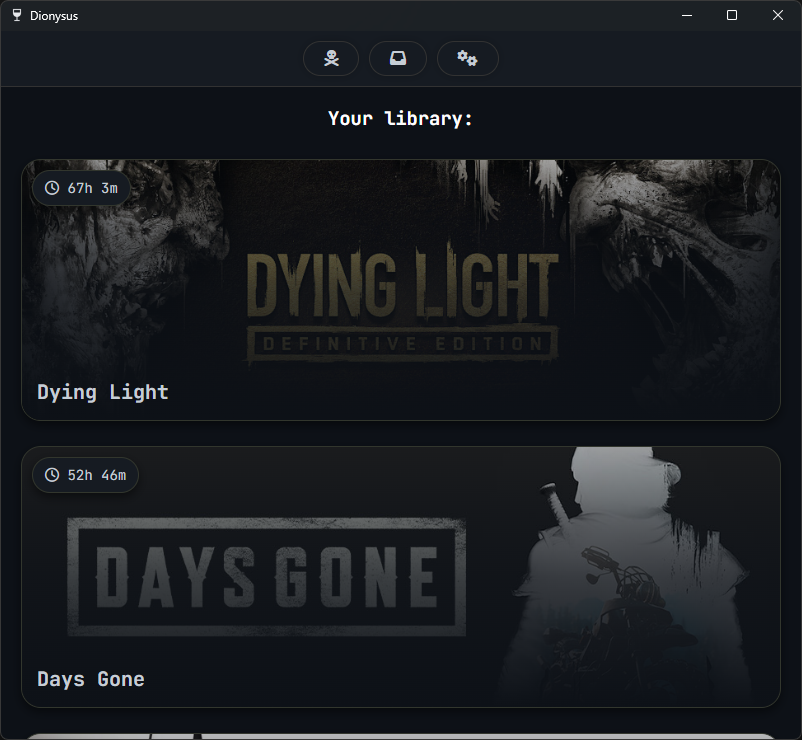 Dionysus
Your library:
67h 3m
DYING LIGHT
DEFINITIVE EDITION
Dying Light
52h 46m
DAYS GONE
Days Gone